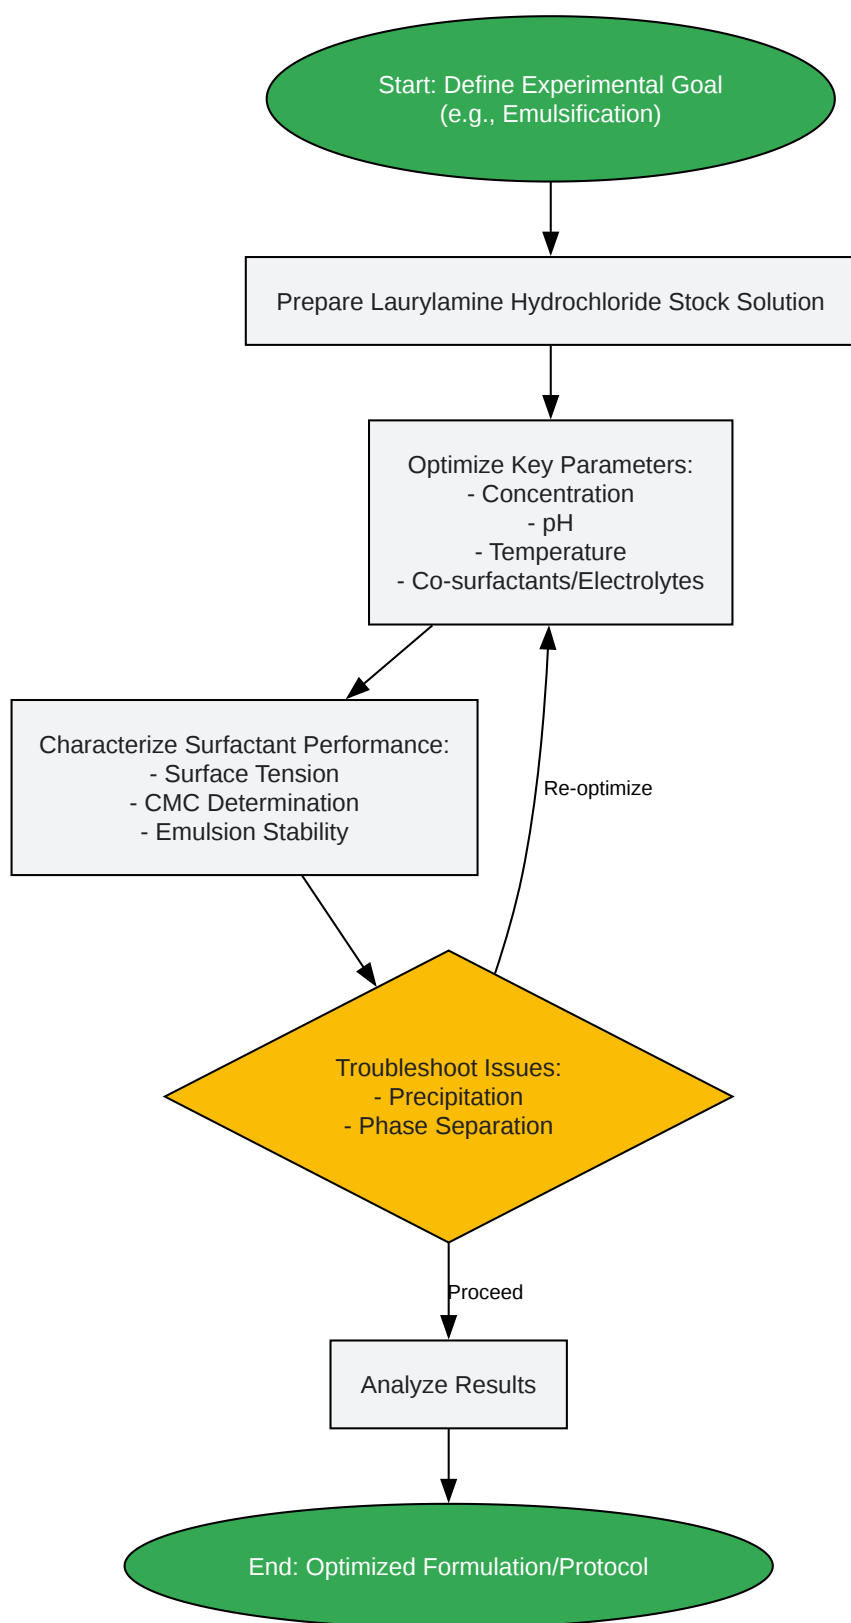 Start: Define Experimental Goal
(e.g., Emulsification)
Prepare Laurylamine Hydrochloride Stock Solution
Optimize Key Parameters:
- Concentration
- pH
- Temperature
- Co-surfactants/Electrolytes
Characterize Surfactant Performance:
- Surface Tension
- CMC Determination
- Emulsion Stability
Re-optimize
Troubleshoot Issues:
- Precipitation
- Phase Separation
Proceed
Analyze Results
End: Optimized Formulation/Protocol